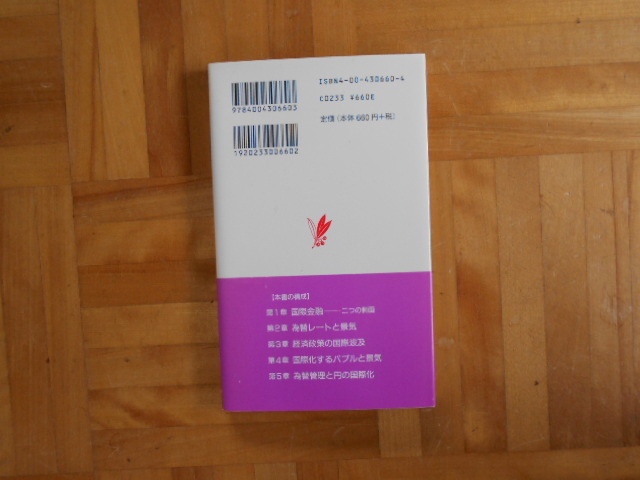 ISBN4-00-430660-4
C0233 ¥660E
定価（本体 660円＋税）
9784004306603
1920233006602
【本書の構成】
第1章 国際金融――二つの側面
第2章 為替レートと景気
第3章 経済政策の国際波及
第4章 国際化するバブルと景気
第5章 為替管理と円の国際化